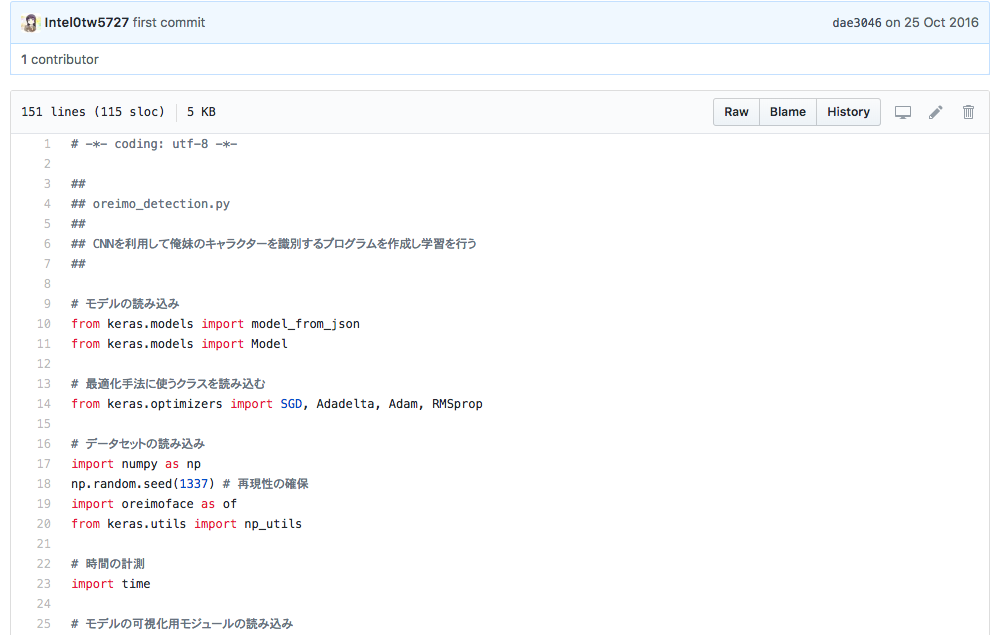 Intel0tw5727 first commit
dae3046 on 25 Oct 2016
1 contributor
151 lines (115 sloc) 5 KB
Raw Blame History
1 # -*- coding: utf-8 -*-
2
3 ##
4 ## oreimo_detection.py
5 ##
6 ## CNNを利用して俺妹のキャラクターを識別するプログラムを作成し学習を行う
7 ##
8
9 # モデルの読み込み
10 from keras.models import model_from_json
11 from keras.models import Model
12
13 # 最適化手法に使うクラスを読み込む
14 from keras.optimizers import SGD, Adadelta, Adam, RMSprop
15
16 # データセットの読み込み
17 import numpy as np
18 np.random.seed(1337) # 再現性の確保
19 import oreimoface as of
20 from keras.utils import np_utils
21
22 # 時間の計測
23 import time
24
25 # モデルの可視化用モジュールの読み込み